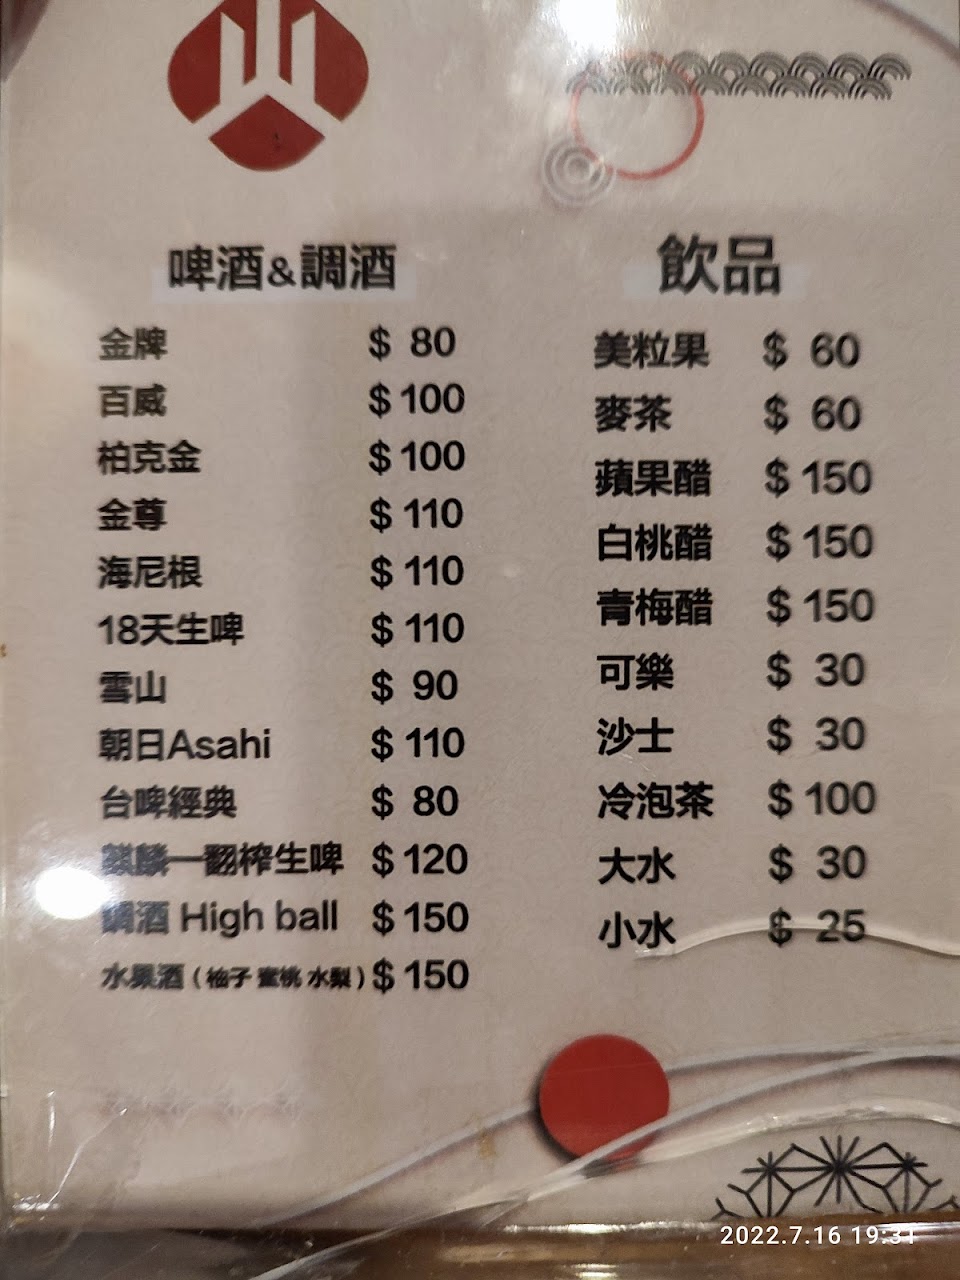 啤酒&調酒
金牌 $ 80
百威 $ 100
柏克金 $ 100
金尊 $ 110
海尼根 $ 110
18天生啤 $ 110
雪山 $ 90
朝日Asahi $ 110
台啤經典 $ 80
麒麟一翻榨生啤 $ 120
調酒 High ball $ 150
水果酒 ( 柚子 蜜桃 水梨 ) $ 150
飲品
美粒果 $ 60
麥茶 $ 60
蘋果醋 $ 150
白桃醋 $ 150
青梅醋 $ 150
可樂 $ 30
沙士 $ 30
冷泡茶 $ 100
大水 $ 30
小水 $ 25
2022.7.16 19:31